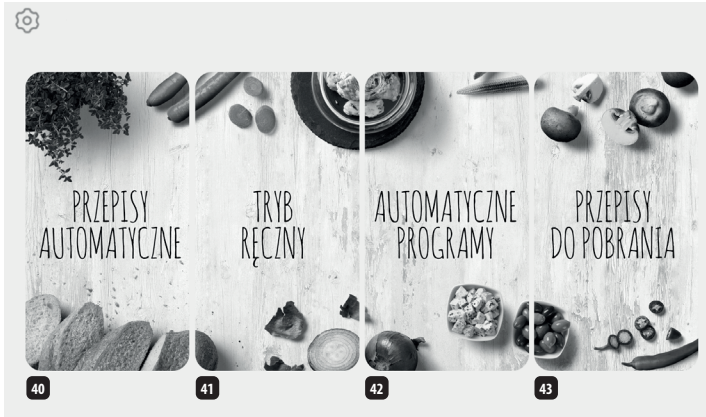 PRZEPISY
AUTOMATYCZNE
TRYB
RĘCZNY
AUTOMATYCZNE
PROGRAMY
PRZEPISY
DO POBRANIA
40
41
42
43